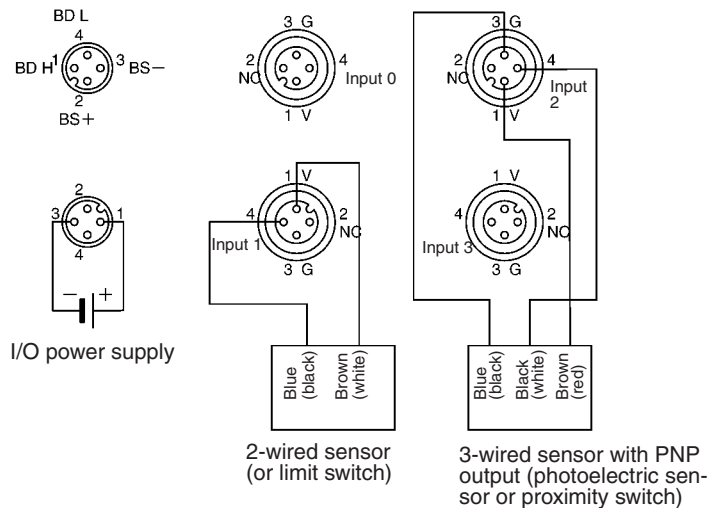 BD L
4
BD H 1
3 BS−
2
BS+
3 G
2
NC
4
Input 0
1 V
3 G
2
NC
4
Input
2
1 V
2
3
1
4
− +
I/O power supply
1 V
4
2
NC
Input 1
3 G
1 V
4
2
NC
Input 3
3 G
Blue
(black)
Brown
(white)
2-wired sensor
(or limit switch)
Blue
(black)
Black
(white)
Brown
(red)
3-wired sensor with PNP
output (photoelectric sen-
sor or proximity switch)